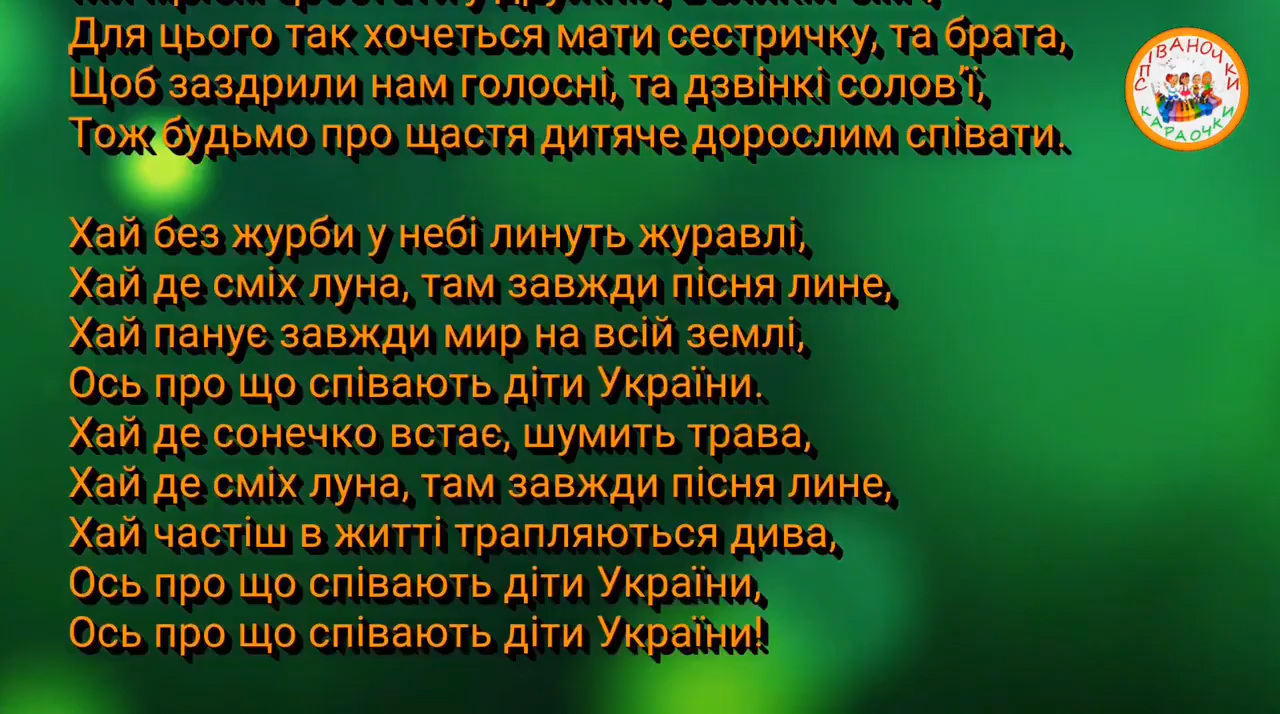 Для цього так хочеться мати сестричку, та брата,
Щоб заздрили нам голосні, та дзвінкі солов'ї,
Тож будьмо про щастя дитяче дорослим співати.
Хай без журби у небі линуть журавлі,
Хай де сміх луна, там завжди пісня лине,
Хай панує завжди мир на всій землі,
Ось про що співають діти України.
Хай де сонечко встає, шумить трава,
Хай де сміх луна, там завжди пісня лине,
Хай частіш в житті трапляються дива,
Ось про що співають діти України,
Ось про що співають діти України!
СПІВАНОЧКИ
КАРАОЧКИ